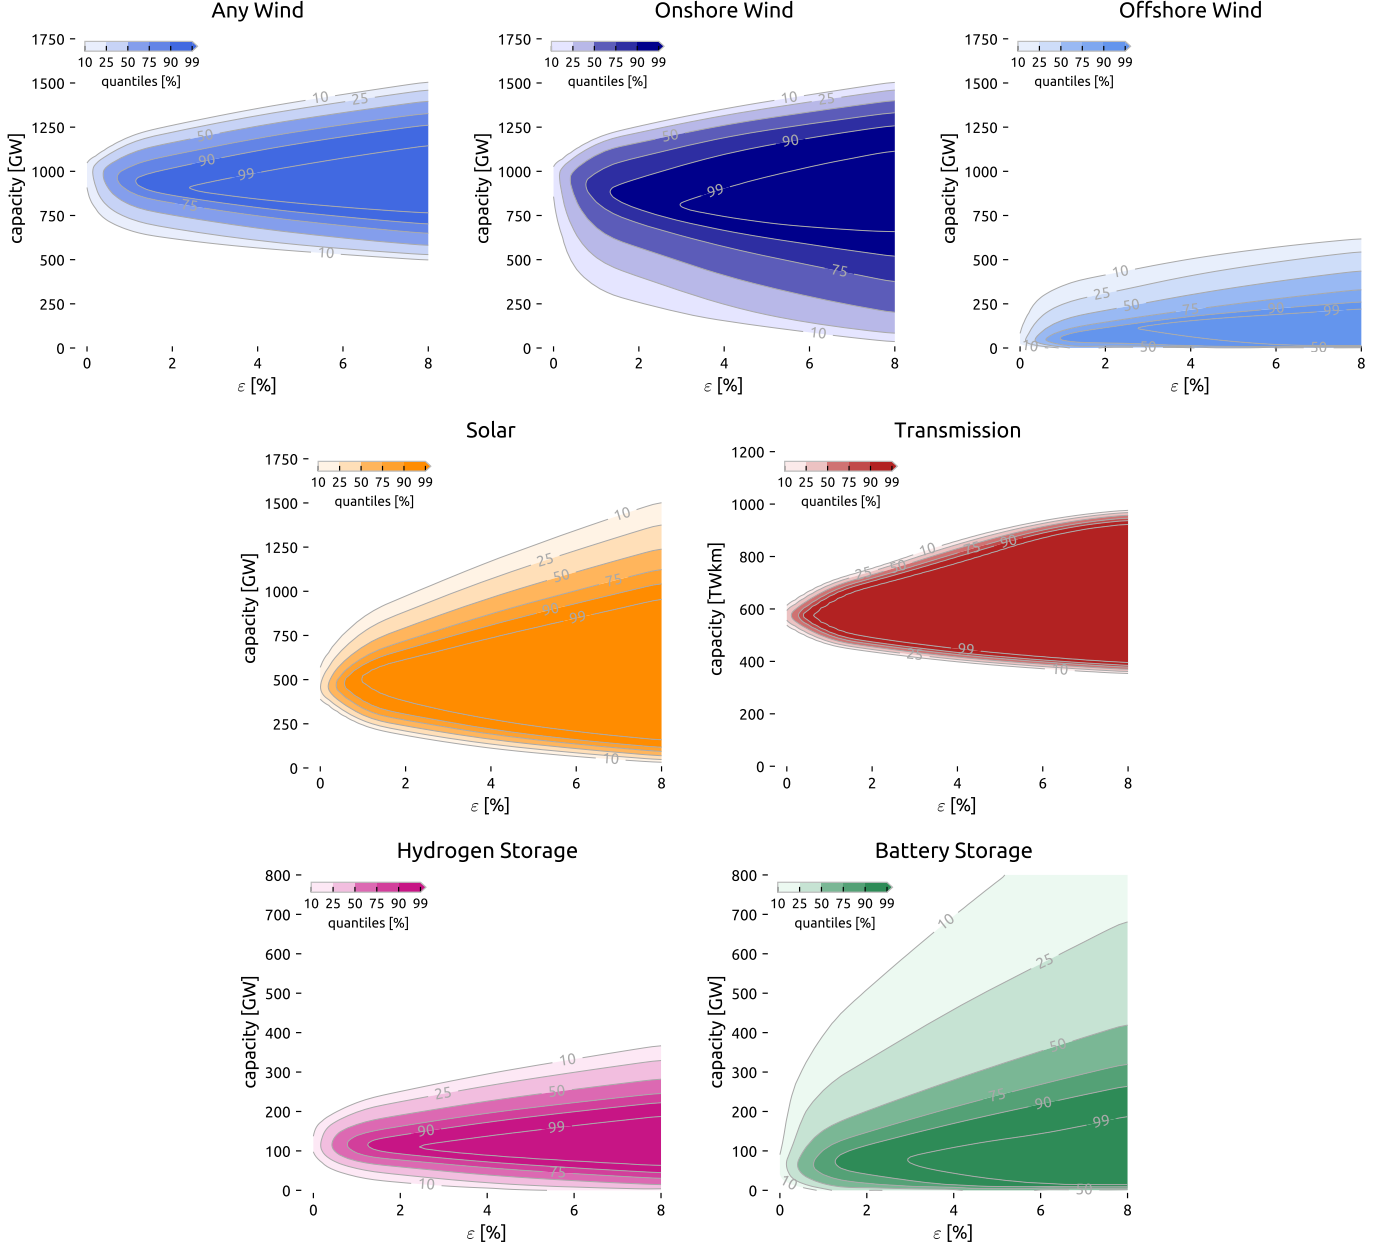 Any Wind
1750
1500
1250
1000
750
500
250
0
capacity [GW]
10 25 50 75 90 99
quantiles [%]
10 25
50
90
99
75
10
0 2 4 6 8
ε [%]
Onshore Wind
1750
1500
1250
1000
750
500
250
0
capacity [GW]
10 25 50 75 90 99
quantiles [%]
10 25
50
90
99
75
10
0 2 4 6 8
ε [%]
Offshore Wind
1750
1500
1250
1000
750
500
250
0
capacity [GW]
10 25 50 75 90 99
quantiles [%]
10
25
50
75 90 99
10 50 50
0 2 4 6 8
ε [%]
Solar
1750
1500
1250
1000
750
500
250
0
capacity [GW]
10 25 50 75 90 99
quantiles [%]
10
25
50 75
90
99
10
0 2 4 6 8
ε [%]
Transmission
1200
1000
800
600
400
200
0
capacity [TWkm]
10 25 50 75 90 99
quantiles [%]
10 75 90
25 50
25 99
10
0 2 4 6 8
ε [%]
Hydrogen Storage
800
700
600
500
400
300
200
100
0
capacity [GW]
10 25 50 75 90 99
quantiles [%]
10
25 50
90 99
75
10
0 2 4 6 8
ε [%]
Battery Storage
800
700
600
500
400
300
200
100
0
capacity [GW]
10 25 50 75 90 99
quantiles [%]
10
25
50
75
90
99
10 50
0 2 4 6 8
ε [%]